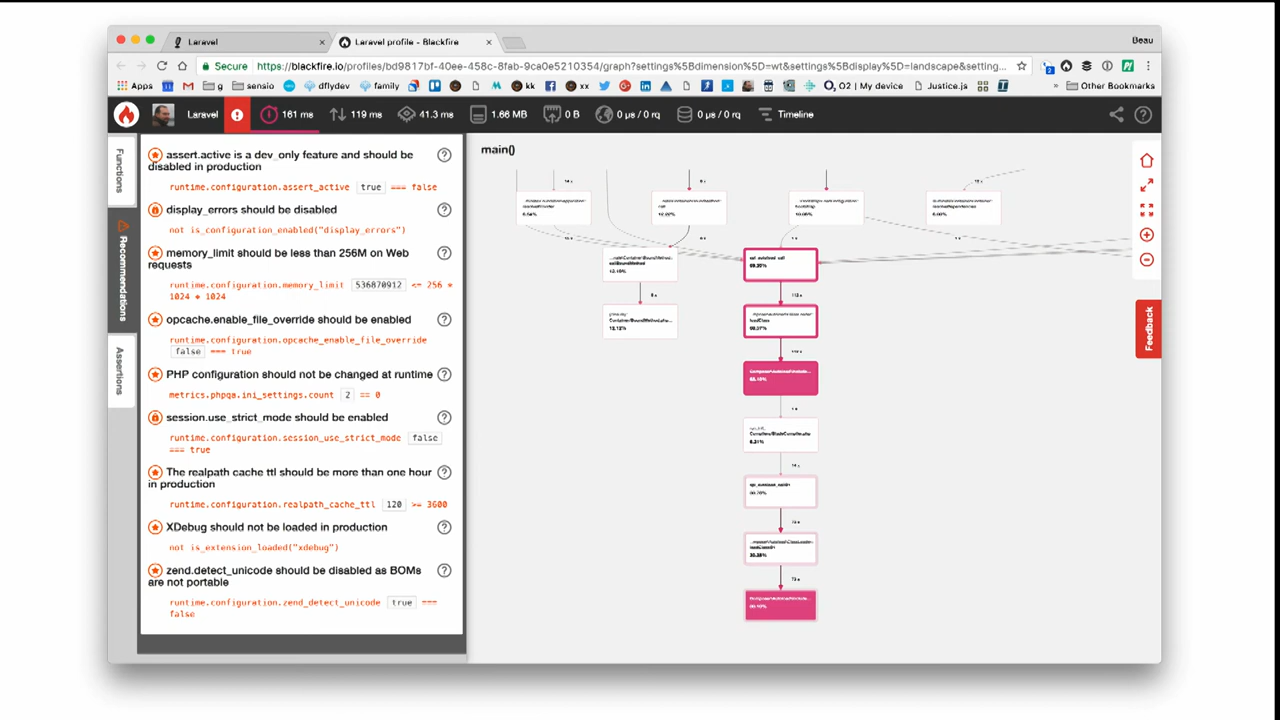 Laravel
Laravel profile - Blackfire
Beau
Secure
https://blackfire.io/profiles/bd9817bf-40ee-458c-8fab-9ca0e5210354/graph?settings%5Bdimension%5D=wt&settings%5Bdisplay%5D=landscape&setting...
Apps
g
sensio
dflydev
family
kk
xx
O2 | My device
Justice.js
Other Bookmarks
Laravel
161 ms
119 ms
41.3 ms
1.66 MB
0 B
0 µs / 0 rq
0 µs / 0 rq
Timeline
Functions
Recommendations
Assertions
assert.active is a dev_only feature and should be
disabled in production
runtime.configuration.assert_active true === false
display_errors should be disabled
not is_configuration_enabled("display_errors")
memory_limit should be less than 256M on Web
requests
runtime.configuration.memory_limit 536870912 <= 256 *
1024 * 1024
opcache.enable_file_override should be enabled
runtime.configuration.opcache_enable_file_override
false === true
PHP configuration should not be changed at runtime
metrics.phpqa.ini_settings.count 2 == 0
session.use_strict_mode should be enabled
runtime.configuration.session_use_strict_mode false
=== true
The realpath cache ttl should be more than one hour
in production
runtime.configuration.realpath_cache_ttl 120 >= 3600
XDebug should not be loaded in production
not is_extension_loaded("xdebug")
zend.detect_unicode should be disabled as BOMs
are not portable
runtime.configuration.zend_detect_unicode true ===
false
main()
Feedback